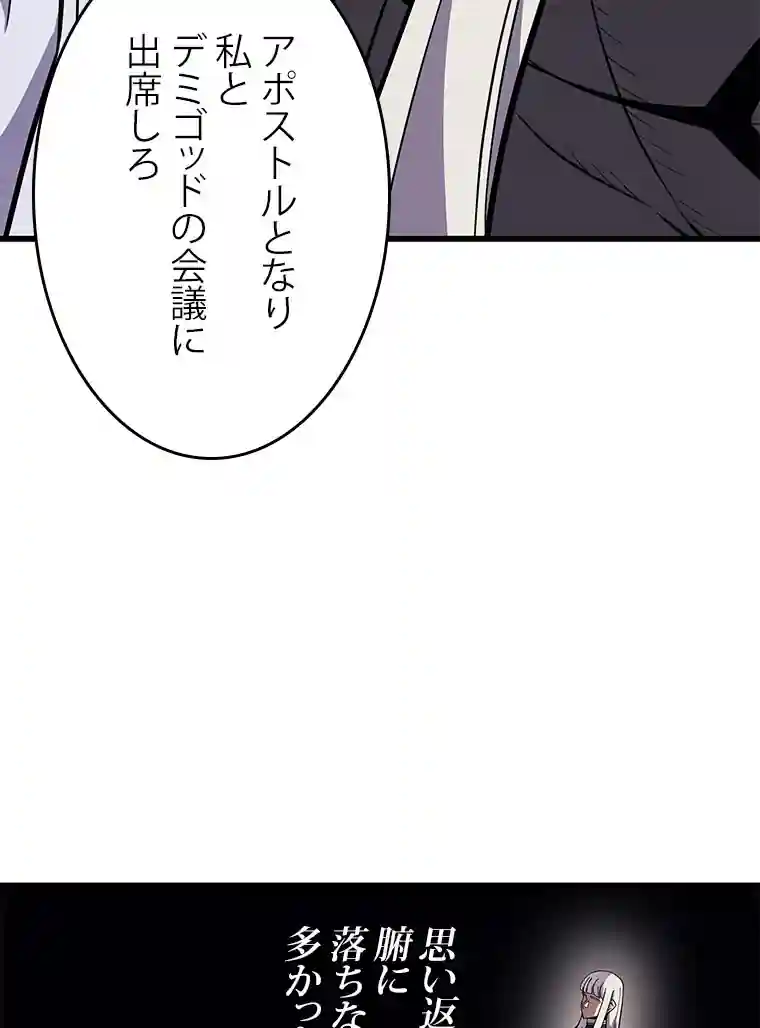 アポストルとなり
私と
デミゴッドの会議に
出席しろ
思い返
腑に
落ちな
多かっ